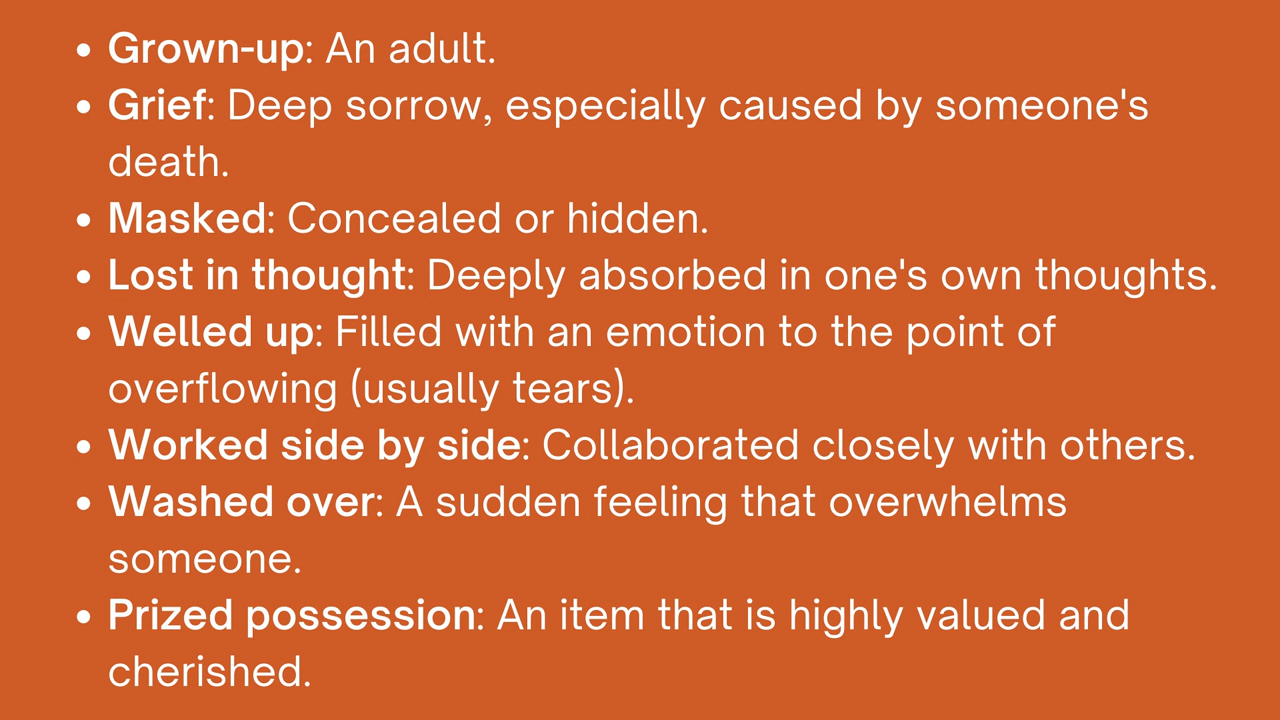 • Grown-up: An adult.
• Grief: Deep sorrow, especially caused by someone's
death.
• Masked: Concealed or hidden.
• Lost in thought: Deeply absorbed in one's own thoughts.
• Welled up: Filled with an emotion to the point of
overflowing (usually tears).
• Worked side by side: Collaborated closely with others.
• Washed over: A sudden feeling that overwhelms
someone.
• Prized possession: An item that is highly valued and
cherished.